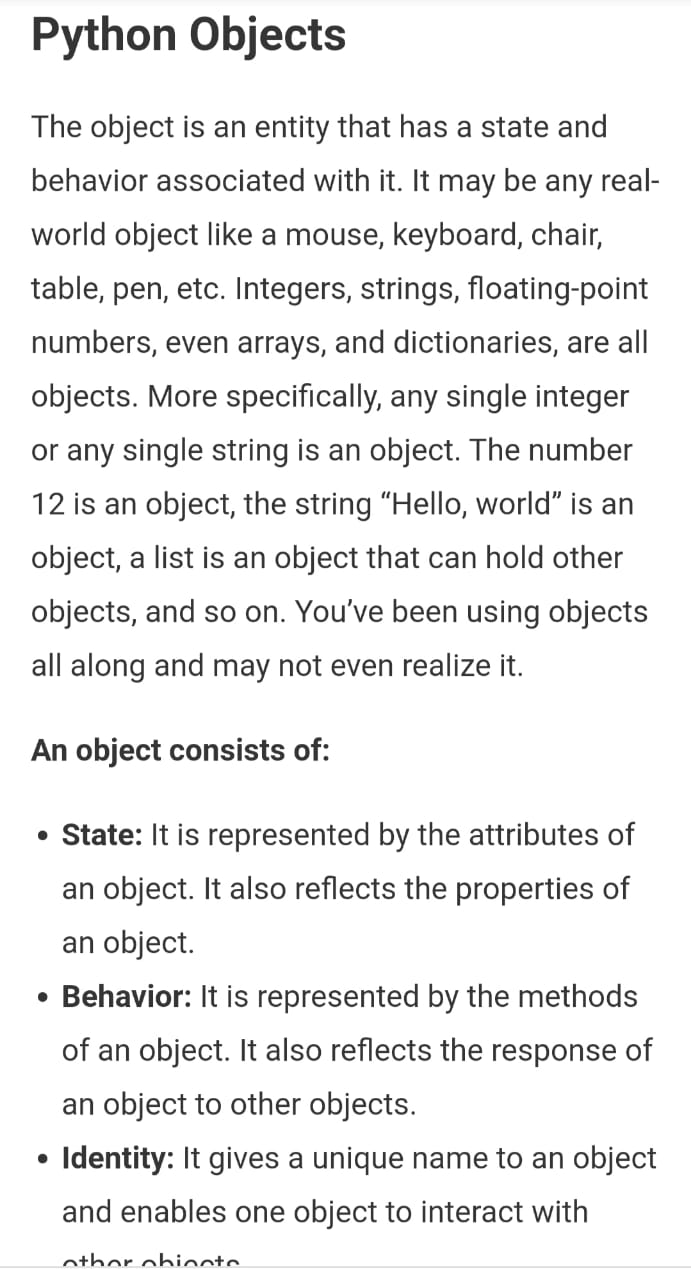 Python Objects
The object is an entity that has a state and
behavior associated with it. It may be any real-
world object like a mouse, keyboard, chair,
table, pen, etc. Integers, strings, floating-point
numbers, even arrays, and dictionaries, are all
objects. More specifically, any single integer
or any single string is an object. The number
12 is an object, the string “Hello, world” is an
object, a list is an object that can hold other
objects, and so on. You’ve been using objects
all along and may not even realize it.
An object consists of:
• State: It is represented by the attributes of
an object. It also reflects the properties of
an object.
• Behavior: It is represented by the methods
of an object. It also reflects the response of
an object to other objects.
• Identity: It gives a unique name to an object
and enables one object to interact with
other objects